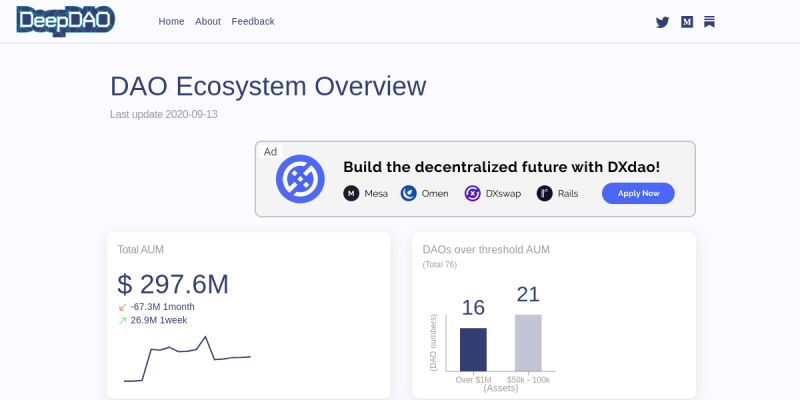 DeepDAO
Home About Feedback
DAO Ecosystem Overview
Last update 2020-09-13
Ad
Build the decentralized future with DXdao!
M Mesa Omen DXswap Rails Apply Now
Total AUM
$ 297.6M
-67.3M 1month
26.9M 1week
DAOs over threshold AUM
(Total 76)
16 21
(DAO numbers)
Over $1M $50k - 100k
(Assets)